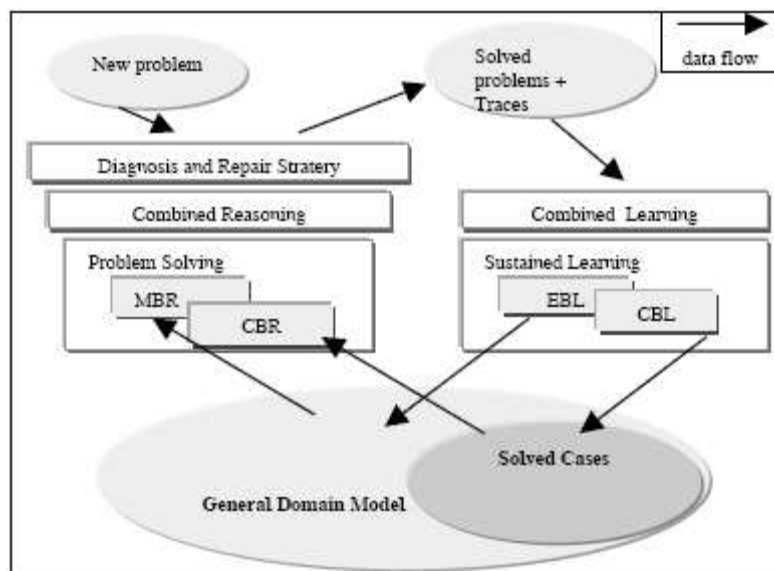 New problem
Solved
problems +
Traces
data flow
Diagnosis and Repair Stratery
Combined Reasoning
Combined Learning
Problem Solving
MBR
CBR
Sustained Learning
EBL
CBL
Solved Cases
General Domain Model